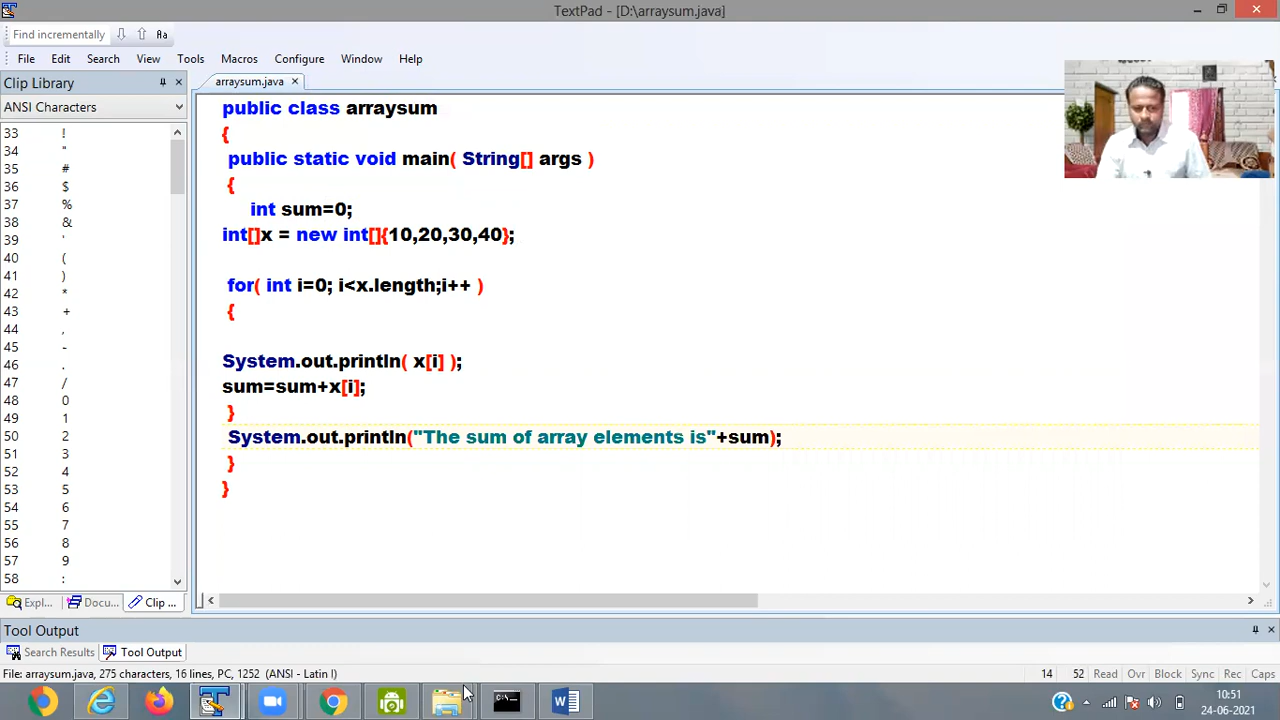 TextPad - [D:\arraysum.java]
Find incrementally
Aa
File Edit Search View Tools Macros Configure Window Help
Clip Library
arraysum.java
ANSI Characters
33 !
34 "
35 #
36 $
37 %
38 &
39 '
40 (
41 )
42 *
43 +
44 ,
45 -
46 .
47 /
48 0
49 1
50 2
51 3
52 4
53 5
54 6
55 7
56 8
57 9
58 :
public class arraysum
{
public static void main( String[] args )
{
int sum=0;
int[]x = new int[]{10,20,30,40};
for( int i=0; i<x.length;i++ )
{
System.out.println( x[i] );
sum=sum+x[i];
}
System.out.println("The sum of array elements is"+sum);
}
}
Expl... Docu... Clip ...
Tool Output
Search Results Tool Output
File: arraysum.java, 275 characters, 16 lines, PC, 1252 (ANSI - Latin I) 14 52 Read Ovr Block Sync Rec Caps
10:51
24-06-2021